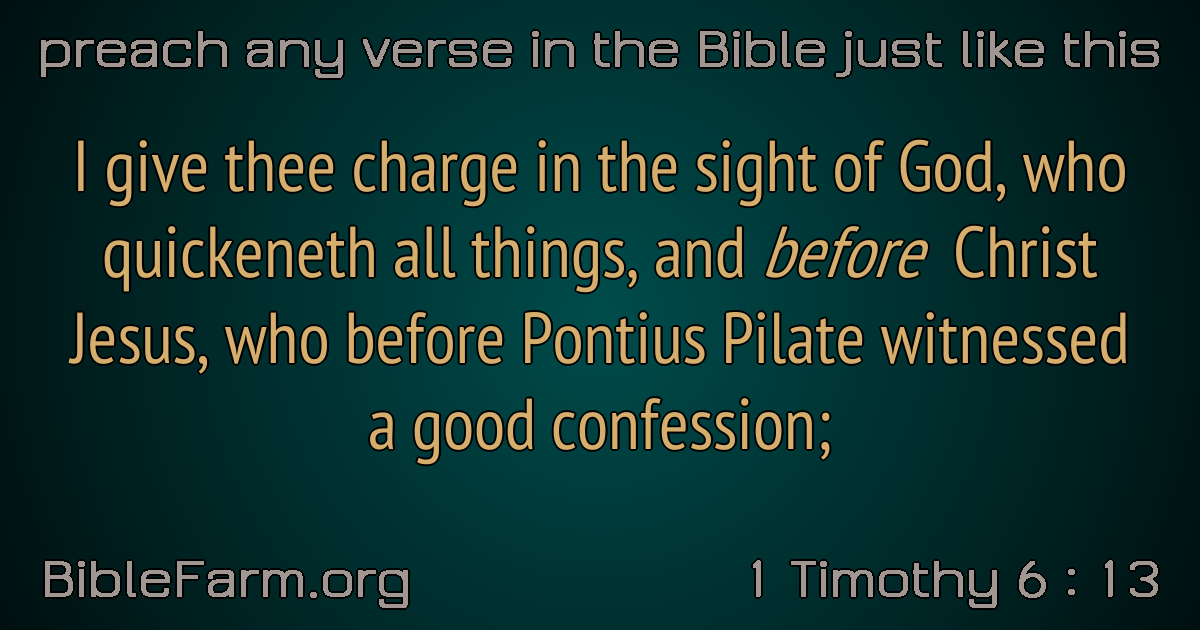 preach any verse in the Bible just like this
I give thee charge in the sight of God, who
quickeneth all things, and before Christ
Jesus, who before Pontius Pilate witnessed
a good confession;
BibleFarm.org
1 Timothy 6 : 13